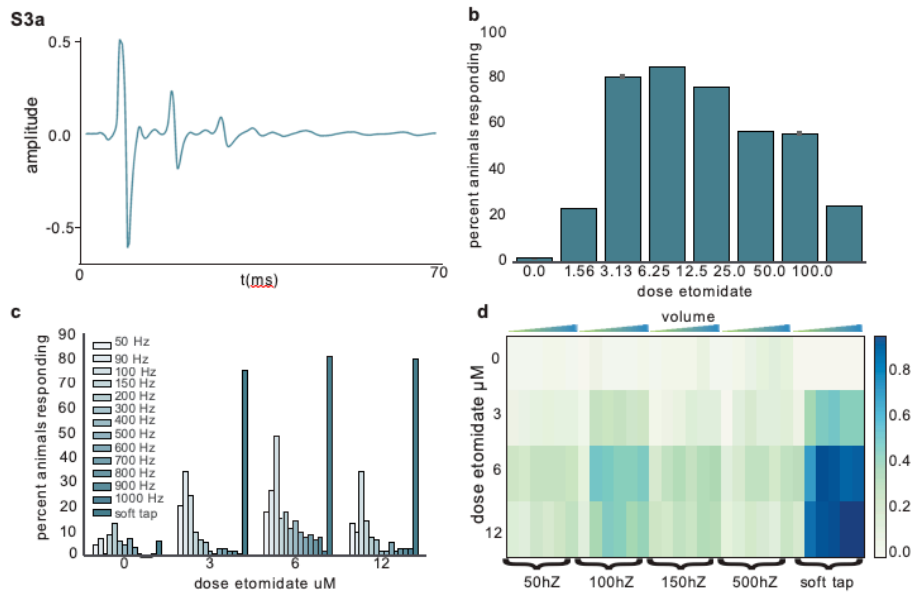 S3a
0.5
0.0
-0.5
amplitude
0
70
t(ms)
b
100
80
60
40
20
0
percent animals responding
0.0 1.56 3.13 6.25 12.5 25.0 50.0 100.0
dose etomidate
c
90
80
70
60
50
40
30
20
10
0
percent animals responding
50 Hz
90 Hz
100 Hz
150 Hz
200 Hz
300 Hz
400 Hz
500 Hz
600 Hz
700 Hz
800 Hz
900 Hz
1000 Hz
soft tap
0 3 6 12
dose etomidate uM
d
volume
dose etomidate µM
0
3
6
12
50hZ 100hZ 150hZ 500hZ soft tap
0.8
0.6
0.4
0.2
0.0